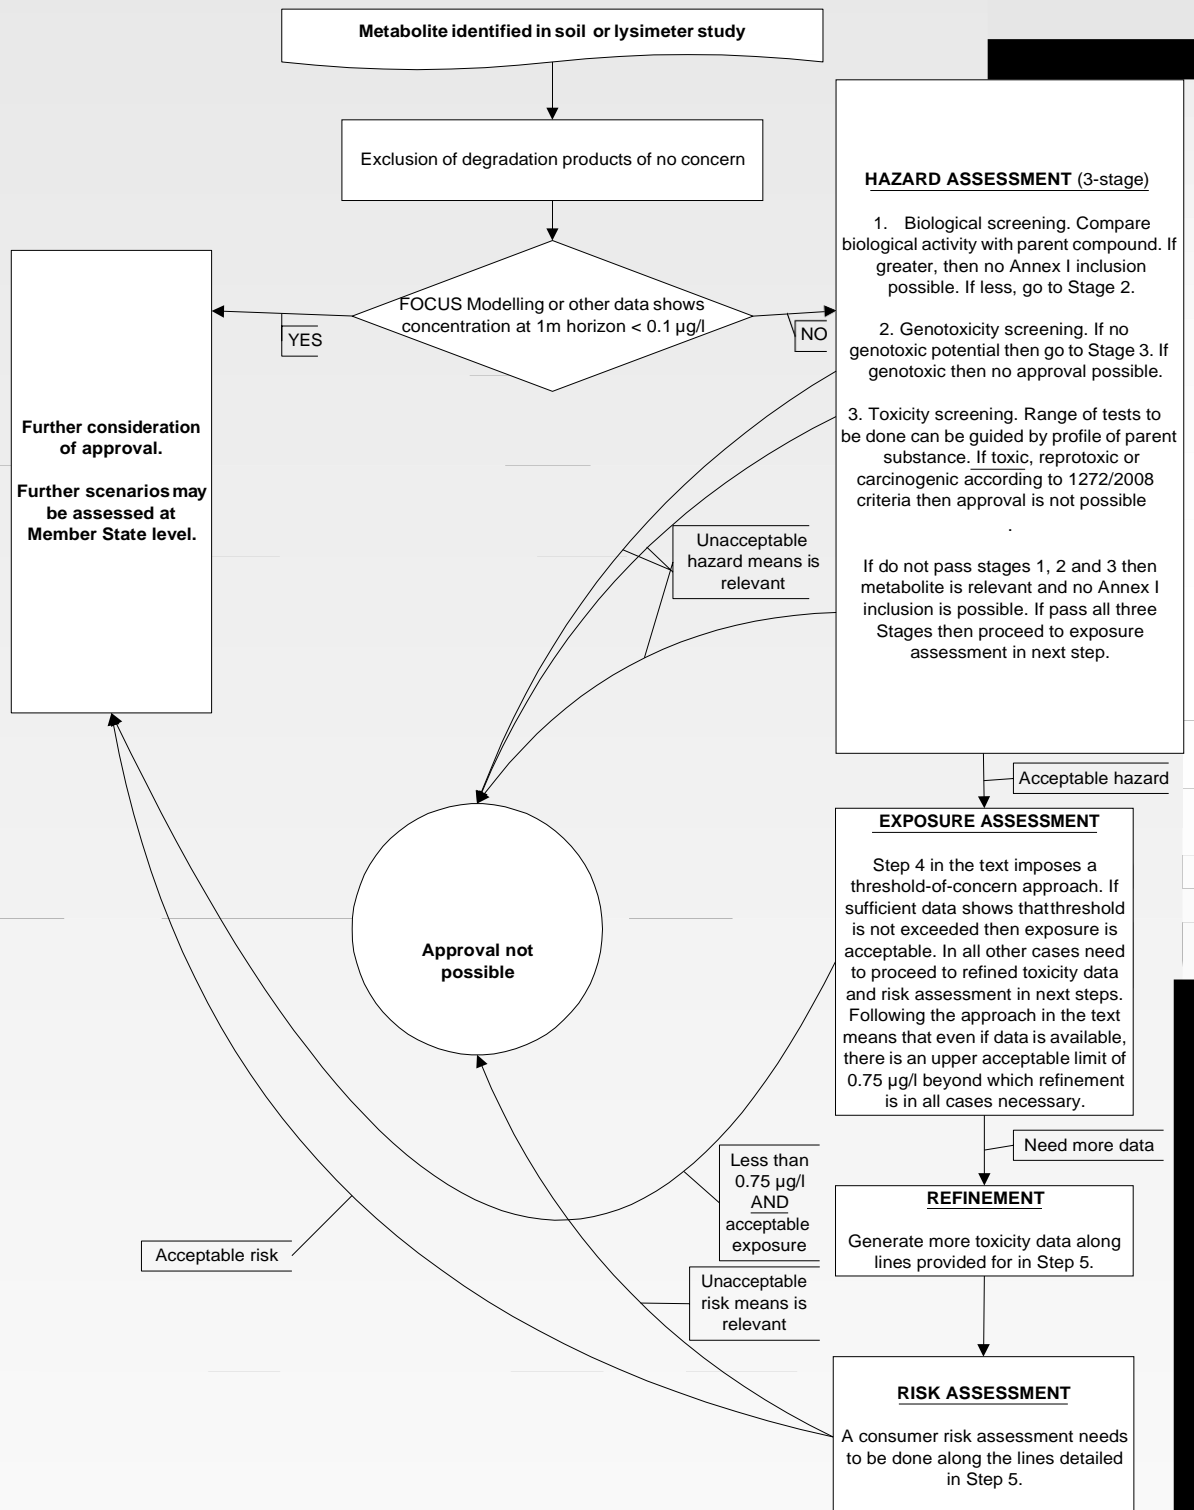 Metabolite identified in soil or lysimeter study
Exclusion of degradation products of no concern
FOCUS Modelling or other data shows
concentration at 1m horizon < 0.1 µg/l
YES
NO
Further consideration
of approval.
Further scenarios may
be assessed at
Member State level.
HAZARD ASSESSMENT (3-stage)
1. Biological screening. Compare
biological activity with parent compound. If
greater, then no Annex I inclusion
possible. If less, go to Stage 2.
2. Genotoxicity screening. If no
genotoxic potential then go to Stage 3. If
genotoxic then no approval possible.
3. Toxicity screening. Range of tests to
be done can be guided by profile of parent
substance. If toxic, reprotoxic or
carcinogenic according to 1272/2008
criteria then approval is not possible
.
If do not pass stages 1, 2 and 3 then
metabolite is relevant and no Annex I
inclusion is possible. If pass all three
Stages then proceed to exposure
assessment in next step.
Unacceptable
hazard means is
relevant
Acceptable hazard
EXPOSURE ASSESSMENT
Step 4 in the text imposes a
threshold-of-concern approach. If
sufficient data shows thatthreshold
is not exceeded then exposure is
acceptable. In all other cases need
to proceed to refined toxicity data
and risk assessment in next steps.
Following the approach in the text
means that even if data is available,
there is an upper acceptable limit of
0.75 µg/l beyond which refinement
is in all cases necessary.
Approval not
possible
Need more data
Less than
0.75 µg/l
AND
acceptable
exposure
REFINEMENT
Generate more toxicity data along
lines provided for in Step 5.
Acceptable risk
Unacceptable
risk means is
relevant
RISK ASSESSMENT
A consumer risk assessment needs
to be done along the lines detailed
in Step 5.